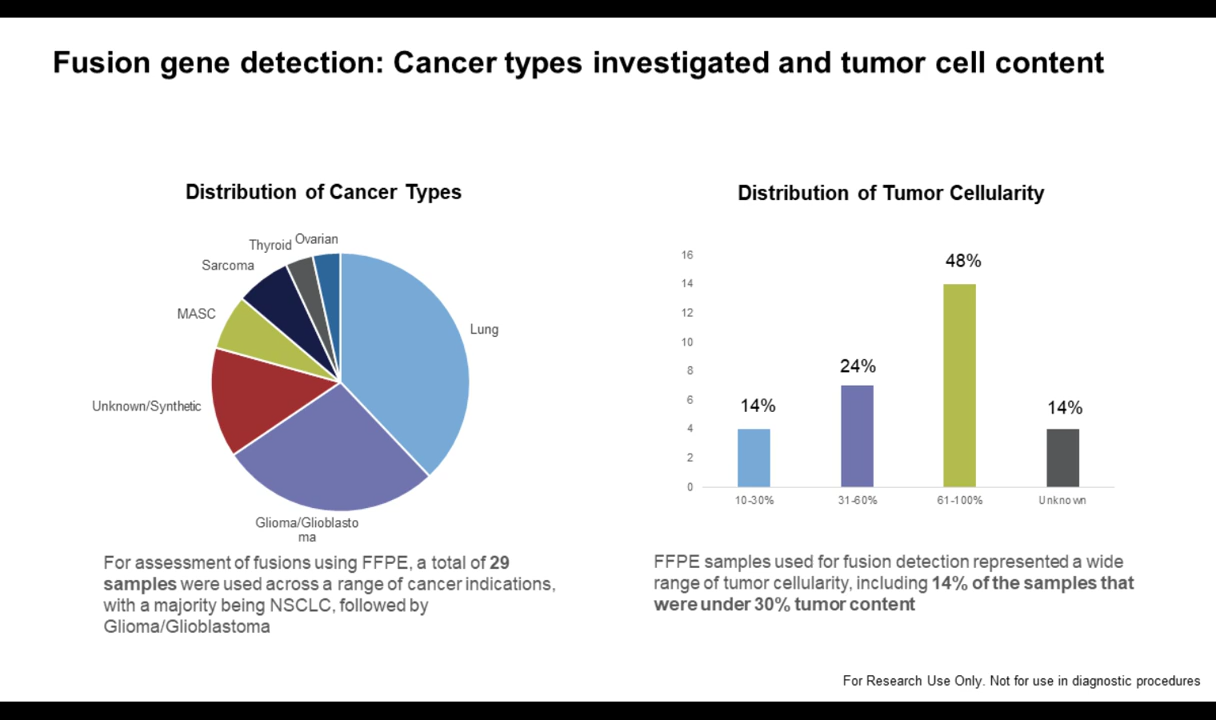 Fusion gene detection: Cancer types investigated and tumor cell content
Distribution of Cancer Types
Thyroid
Ovarian
Sarcoma
MASC
Lung
Unknown/Synthetic
Glioma/Glioblasto
ma
For assessment of fusions using FFPE, a total of 29
samples were used across a range of cancer indications,
with a majority being NSCLC, followed by
Glioma/Glioblastoma
Distribution of Tumor Cellularity
16
14
12
10
8
6
4
2
0
14%
24%
48%
14%
10-30%
31-60%
61-100%
Unknown
FFPE samples used for fusion detection represented a wide
range of tumor cellularity, including 14% of the samples that
were under 30% tumor content
For Research Use Only. Not for use in diagnostic procedures